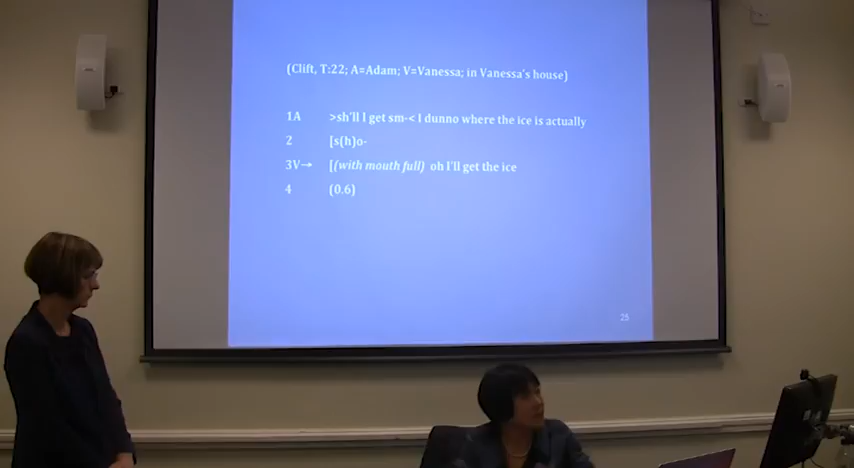 (Clift, T:22; A=Adam; V=Vanessa; in Vanessa's house)
1A >sh'll I get sm-< I dunno where the ice is actually
2 [s(h)o-
3V→ [(with mouth full) oh I'll get the ice
4 (0.6)
25